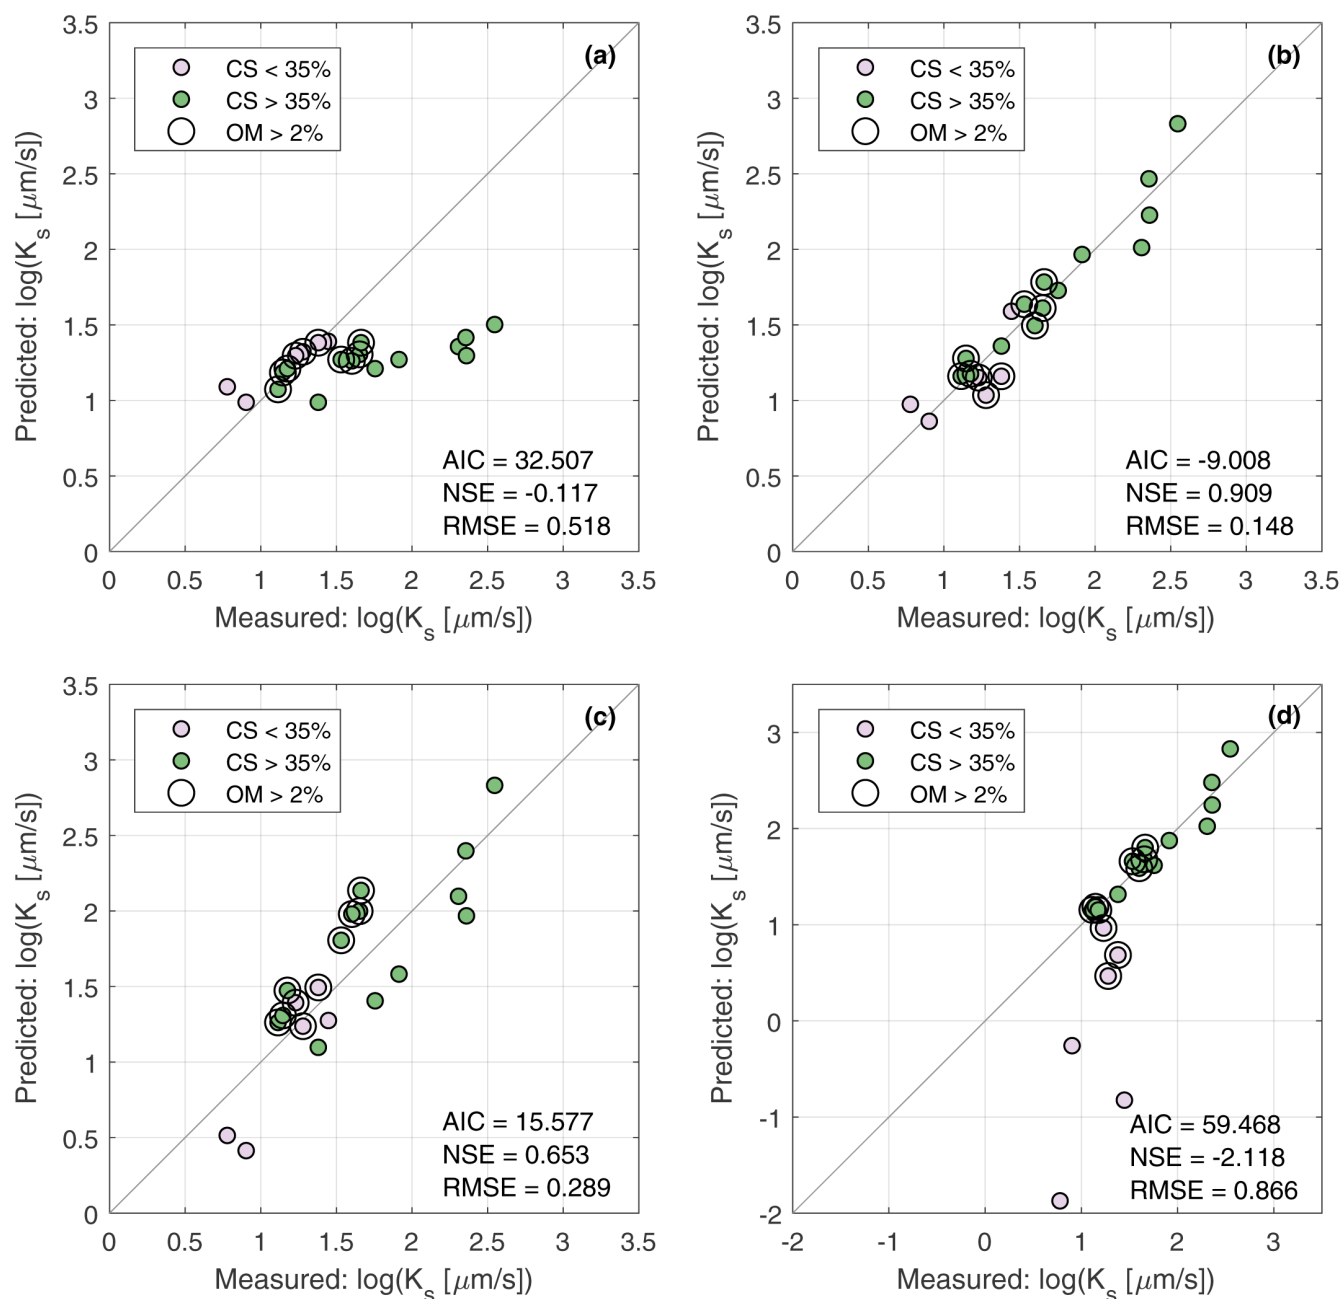 3.5
3
2.5
2
1.5
1
0.5
0
0 0.5 1 1.5 2 2.5 3 3.5
Predicted: log(K_s [μm/s])
Measured: log(K_s [μm/s])
CS < 35%
CS > 35%
OM > 2%
(a)
AIC = 32.507
NSE = -0.117
RMSE = 0.518
3.5
3
2.5
2
1.5
1
0.5
0
0 0.5 1 1.5 2 2.5 3 3.5
Predicted: log(K_s [μm/s])
Measured: log(K_s [μm/s])
CS < 35%
CS > 35%
OM > 2%
(b)
AIC = -9.008
NSE = 0.909
RMSE = 0.148
3.5
3
2.5
2
1.5
1
0.5
0
0 0.5 1 1.5 2 2.5 3 3.5
Predicted: log(K_s [μm/s])
Measured: log(K_s [μm/s])
CS < 35%
CS > 35%
OM > 2%
(c)
AIC = 15.577
NSE = 0.653
RMSE = 0.289
3
2
1
0
-1
-2
-2 -1 0 1 2 3
Predicted: log(K_s [μm/s])
Measured: log(K_s [μm/s])
CS < 35%
CS > 35%
OM > 2%
(d)
AIC = 59.468
NSE = -2.118
RMSE = 0.866